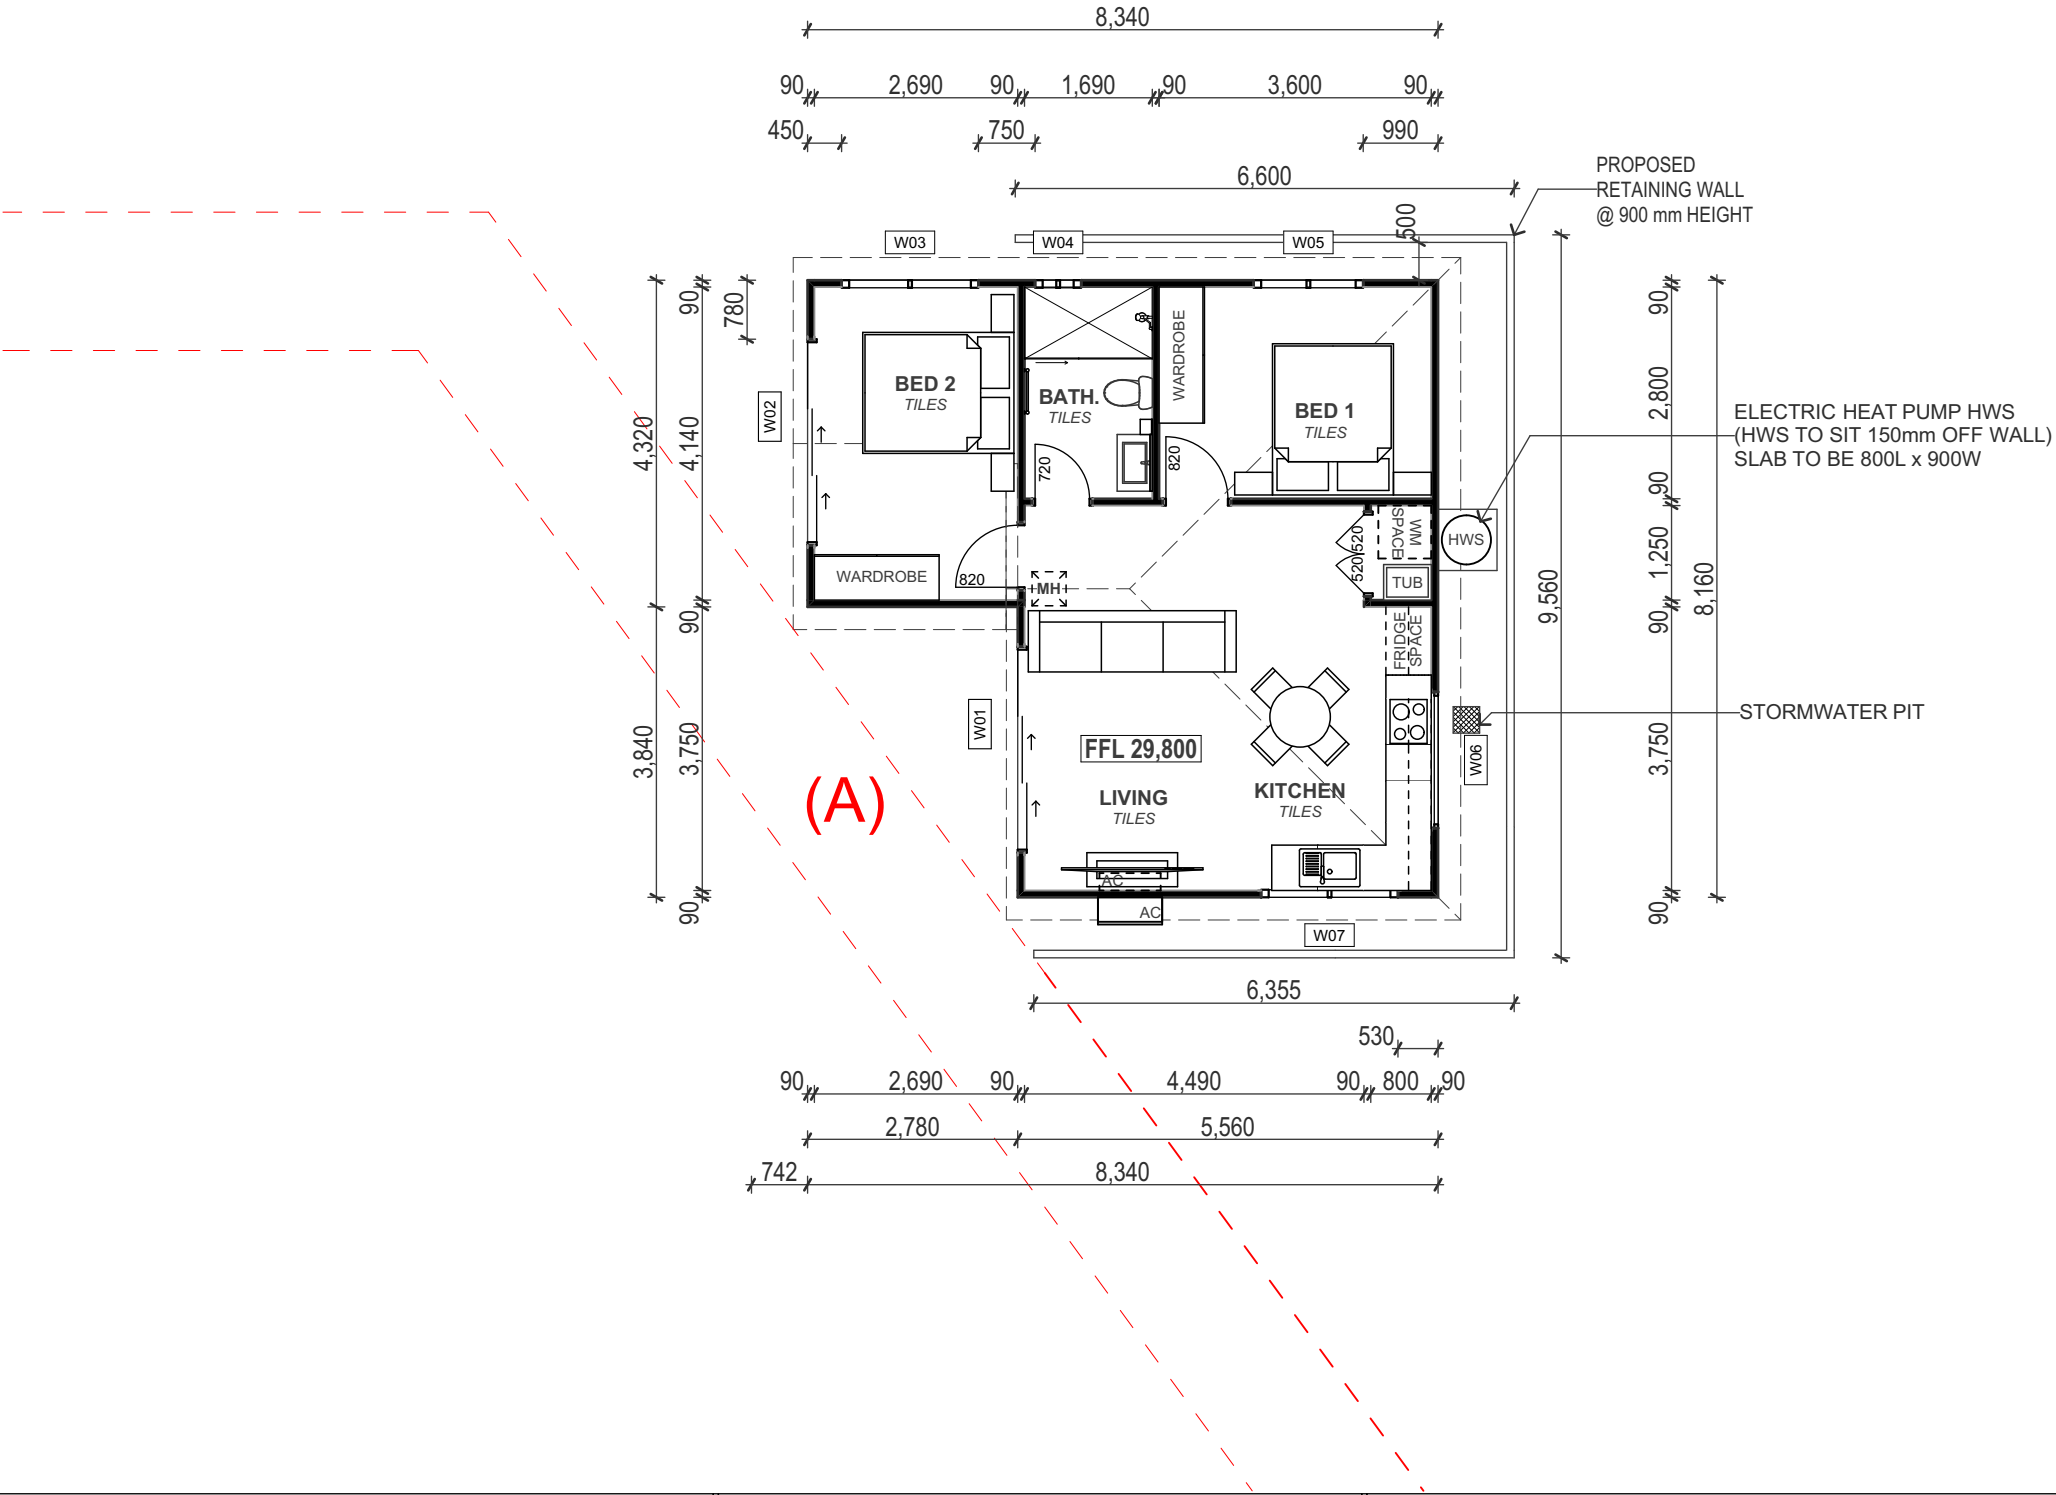 8,340
90 2,690 90 1,690 90 3,600 90
450 750 990
6,600
PROPOSED
RETAINING WALL
@ 900 mm HEIGHT
500
W03 W04 W05
90
780
90
WARDROBE
BED 2
TILES
BATH.
TILES
BED 1
TILES
W02
4,320
4,140
2,800
ELECTRIC HEAT PUMP HWS
(HWS TO SIT 150mm OFF WALL)
SLAB TO BE 800L x 900W
720
820
90
WM
SPACE
520
520
HWS
1,250
WARDROBE
820
MH
TUB
9,560
8,160
90
90
FRIDGE
SPACE
W01
STORMWATER PIT
3,840
3,750
FFL 29,800
W06
3,750
(A)
LIVING
TILES
KITCHEN
TILES
AC
AC
90
90
W07
6,355
530
90 2,690 90 4,490 90 800 90
2,780 5,560
742 8,340